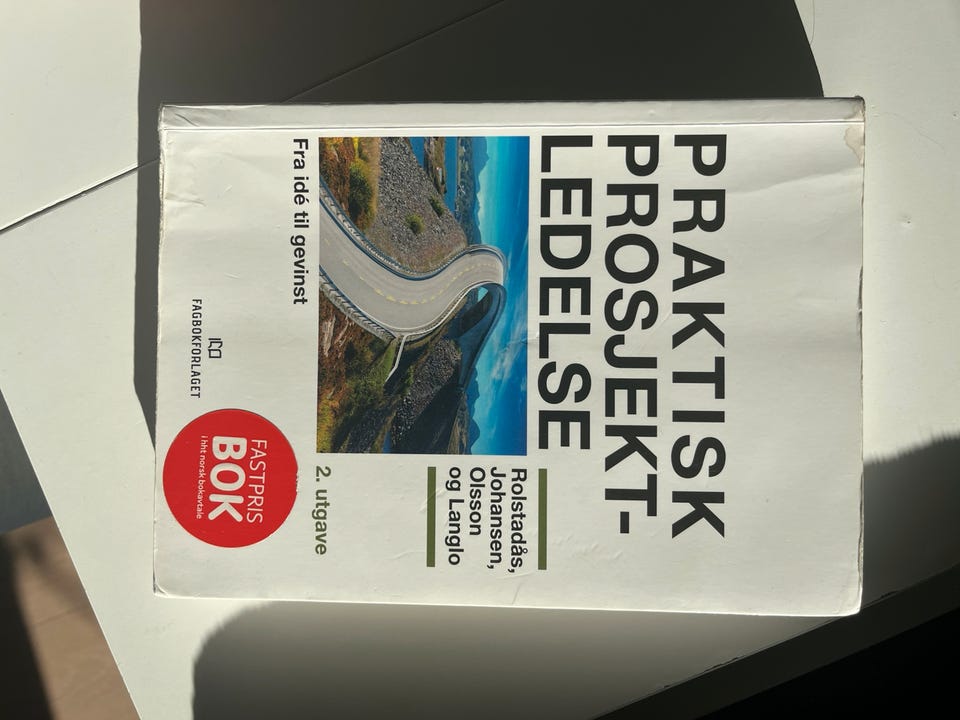 PRAKTISK
PROSJEKT-
LEDELSE
Rolstadås,
Johansen,
Olsson
og Langlo
Fra idé til gevinst
2. utgave
FAGBOKFORLAGET
FASTPRIS
BOK
i hht norsk bokavtale